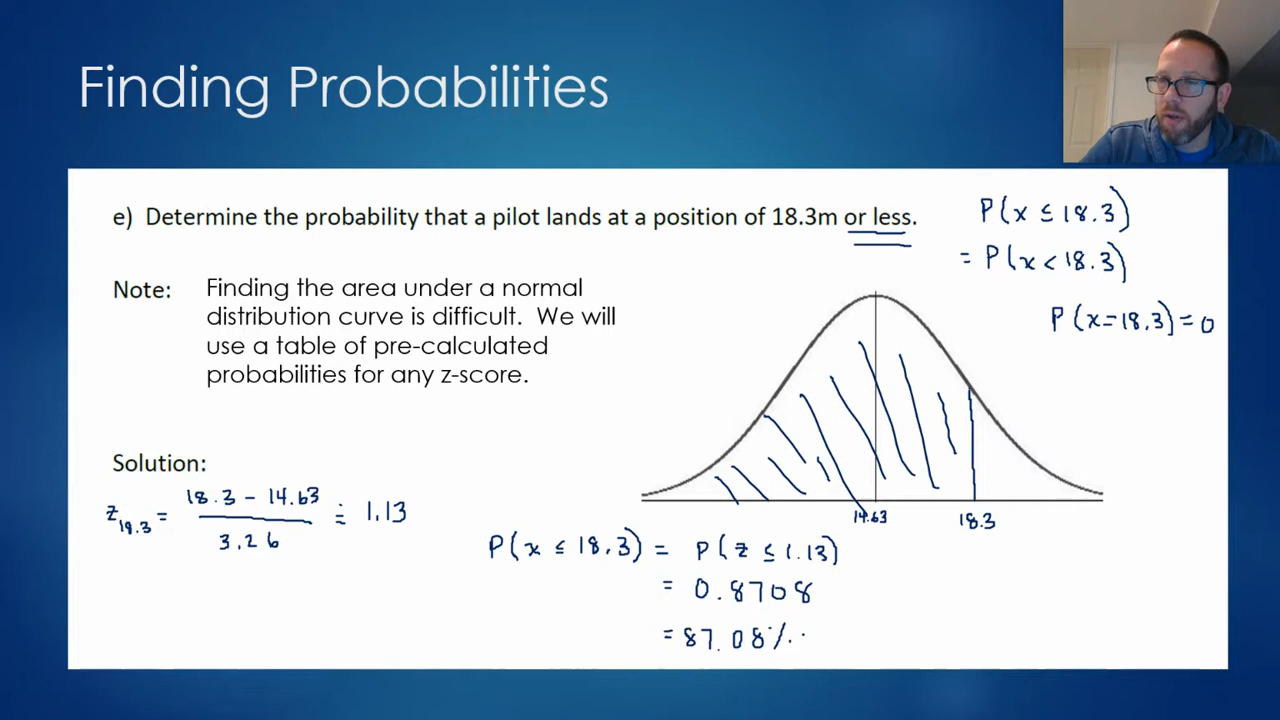 Finding Probabilities
e) Determine the probability that a pilot lands at a position of 18.3m or less.
P(x ≤ 18.3)
= P(x < 18.3)
P(x=18.3)=0
Note: Finding the area under a normal
distribution curve is difficult. We will
use a table of pre-calculated
probabilities for any z-score.
14.63 18.3
Solution:
z18.3 = 18.3 - 14.63 ≐ 1.13
3.26
P(x ≤ 18.3) = P(z ≤ 1.13)
= 0.8708
= 87.08%.